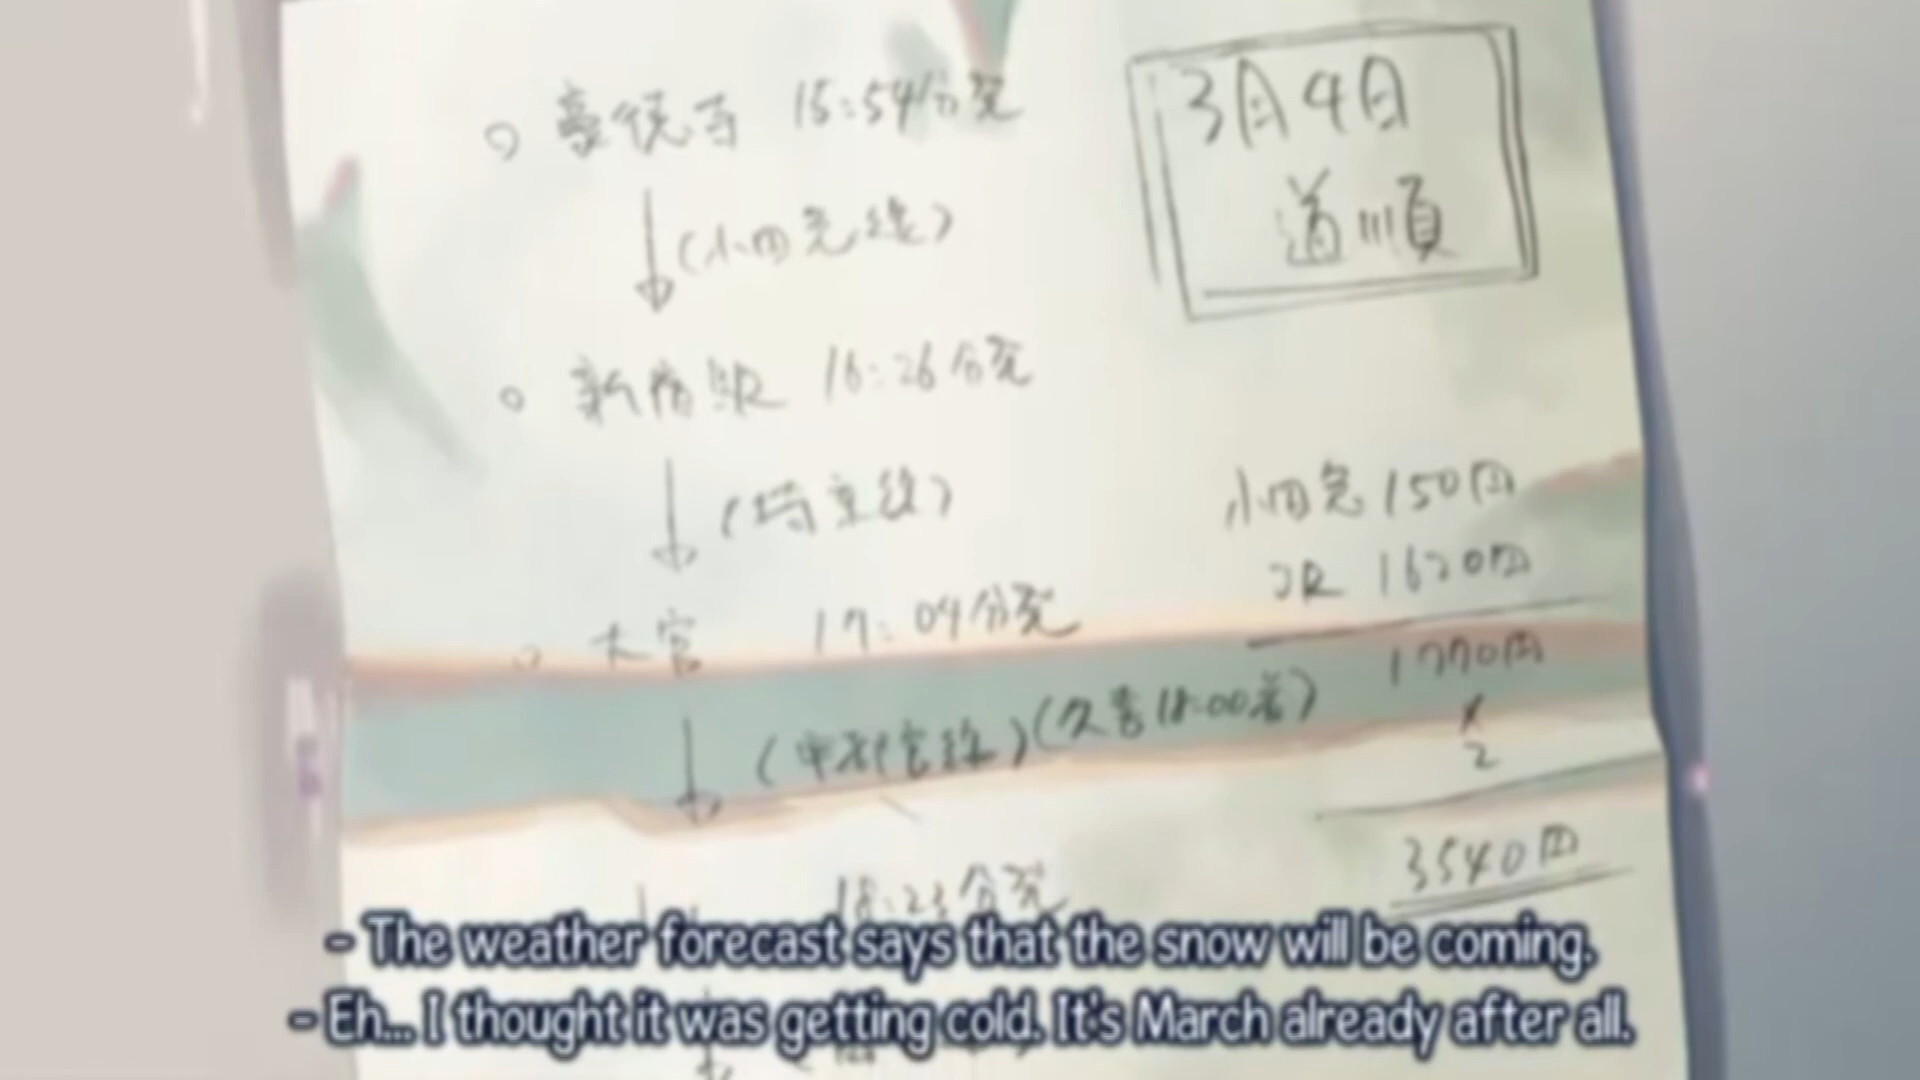 3月4日
道順
○ 豪徳寺 15:54分発
↓(小田急線)
○ 新宿駅 16:26分発
↓(埼京線)
○ 大宮 17:04分発
↓(宇都宮線)(久喜18:00着)
18:23分発
小田急 150円
JR 1620円
1770円
×
2
3540円
- The weather forecast says that the snow will be coming.
- Eh... I thought it was getting cold. It's March already after all.